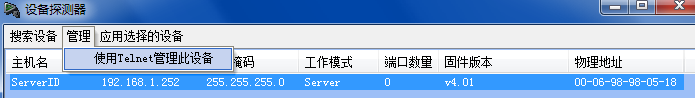 设备探测器
搜索设备 管理 应用选择的设备
使用Telnet管理此设备
主机名 掩码 工作模式 端口数量 固件版本 物理地址
ServerID 192.168.1.252 255.255.255.0 Server 0 v4.01 00-06-98-98-05-18